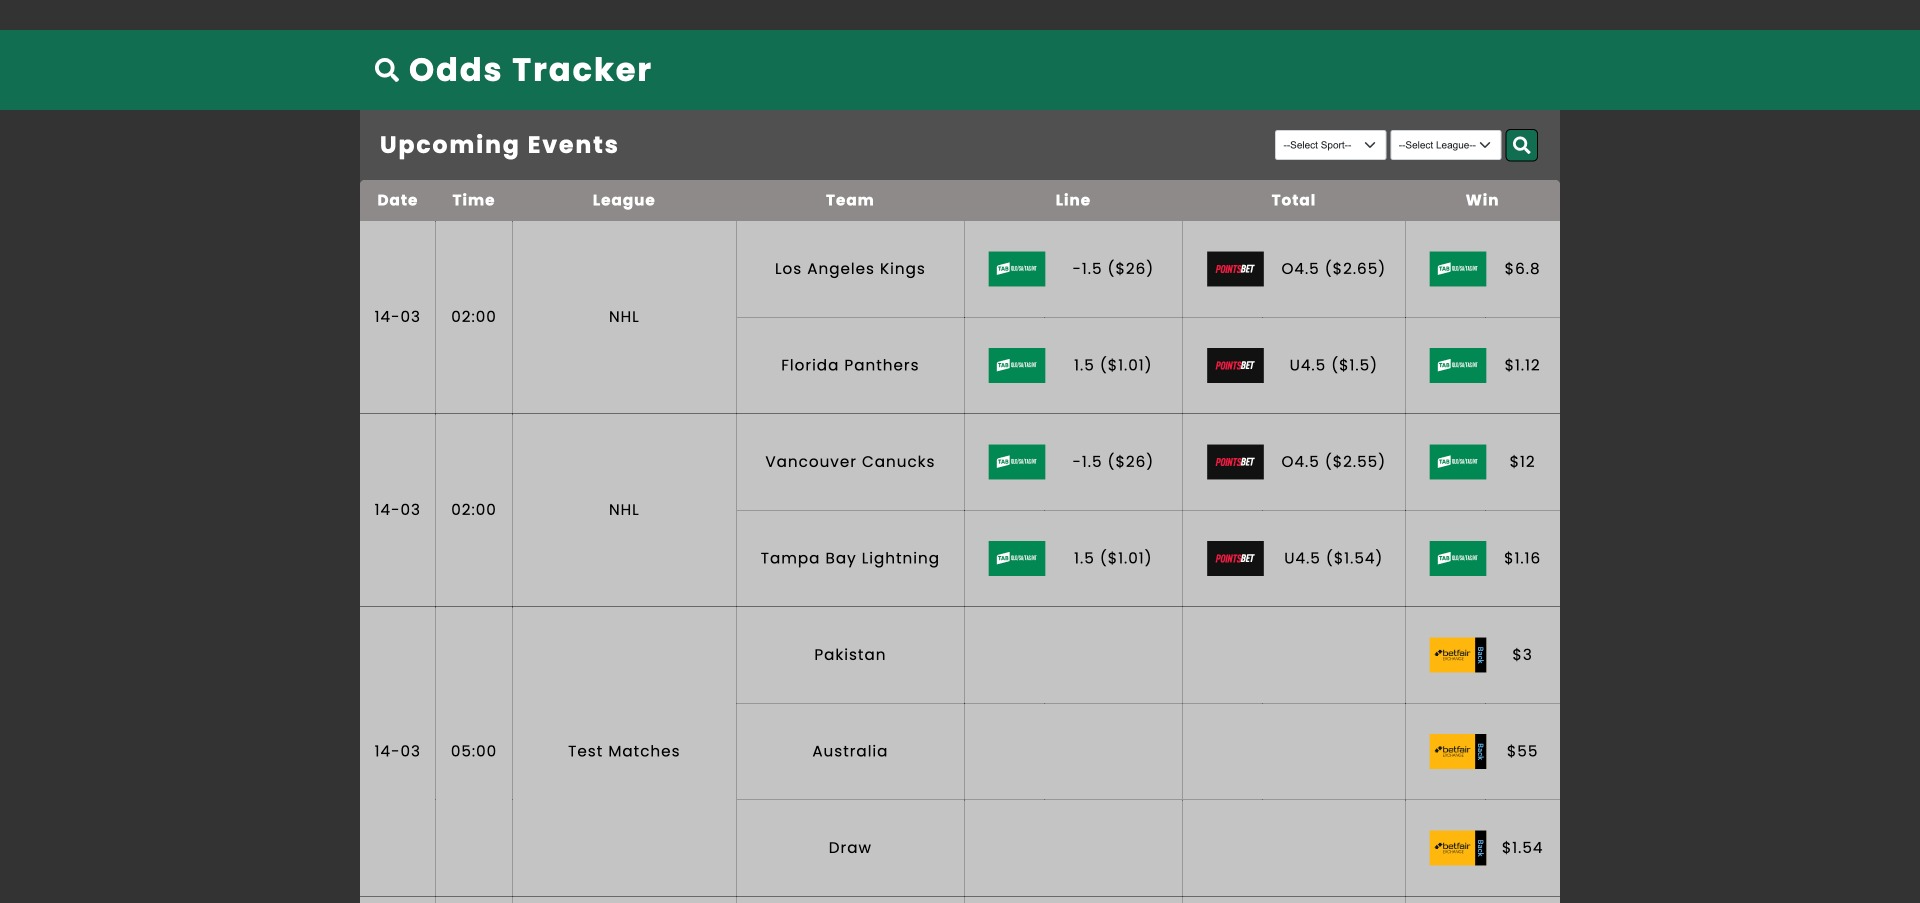 Odds Tracker
Upcoming Events
--Select Sport-- --Select League--
Date Time League Team Line Total Win
Los Angeles Kings TAB -1.5 ($26) POINTSBET O4.5 ($2.65) TAB $6.8
14-03 02:00 NHL
Florida Panthers TAB 1.5 ($1.01) POINTSBET U4.5 ($1.5) TAB $1.12
Vancouver Canucks TAB -1.5 ($26) POINTSBET O4.5 ($2.55) TAB $12
14-03 02:00 NHL
Tampa Bay Lightning TAB 1.5 ($1.01) POINTSBET U4.5 ($1.54) TAB $1.16
Pakistan betfair EXCHANGE Back $3
14-03 05:00 Test Matches Australia betfair EXCHANGE Back $55
Draw betfair EXCHANGE Back $1.54